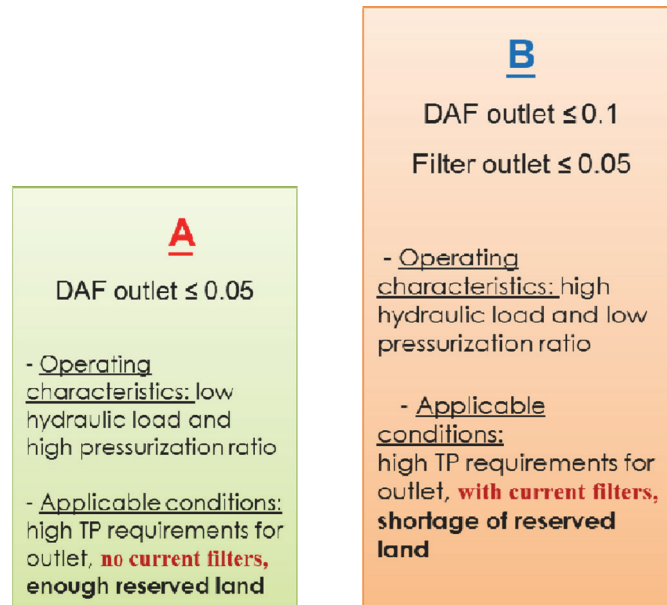 A
DAF outlet ≤ 0.05
- Operating
characteristics: low
hydraulic load and
high pressurization ratio
- Applicable conditions:
high TP requirements for
outlet, no current filters,
enough reserved land
B
DAF outlet ≤ 0.1
Filter outlet ≤ 0.05
- Operating
characteristics: high
hydraulic load and low
pressurization ratio
- Applicable
conditions:
high TP requirements for
outlet, with current filters,
shortage of reserved
land